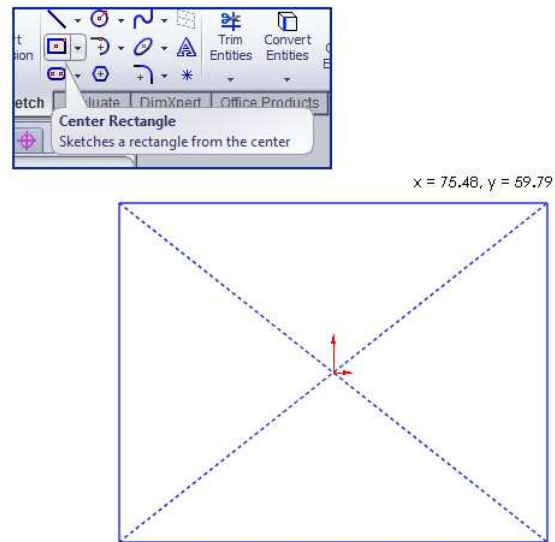 Trim
Entities
Convert
Entities
etch
Evaluate
DimXpert
Office Products
Center Rectangle
Sketches a rectangle from the center
x = 75.48, y = 59.79